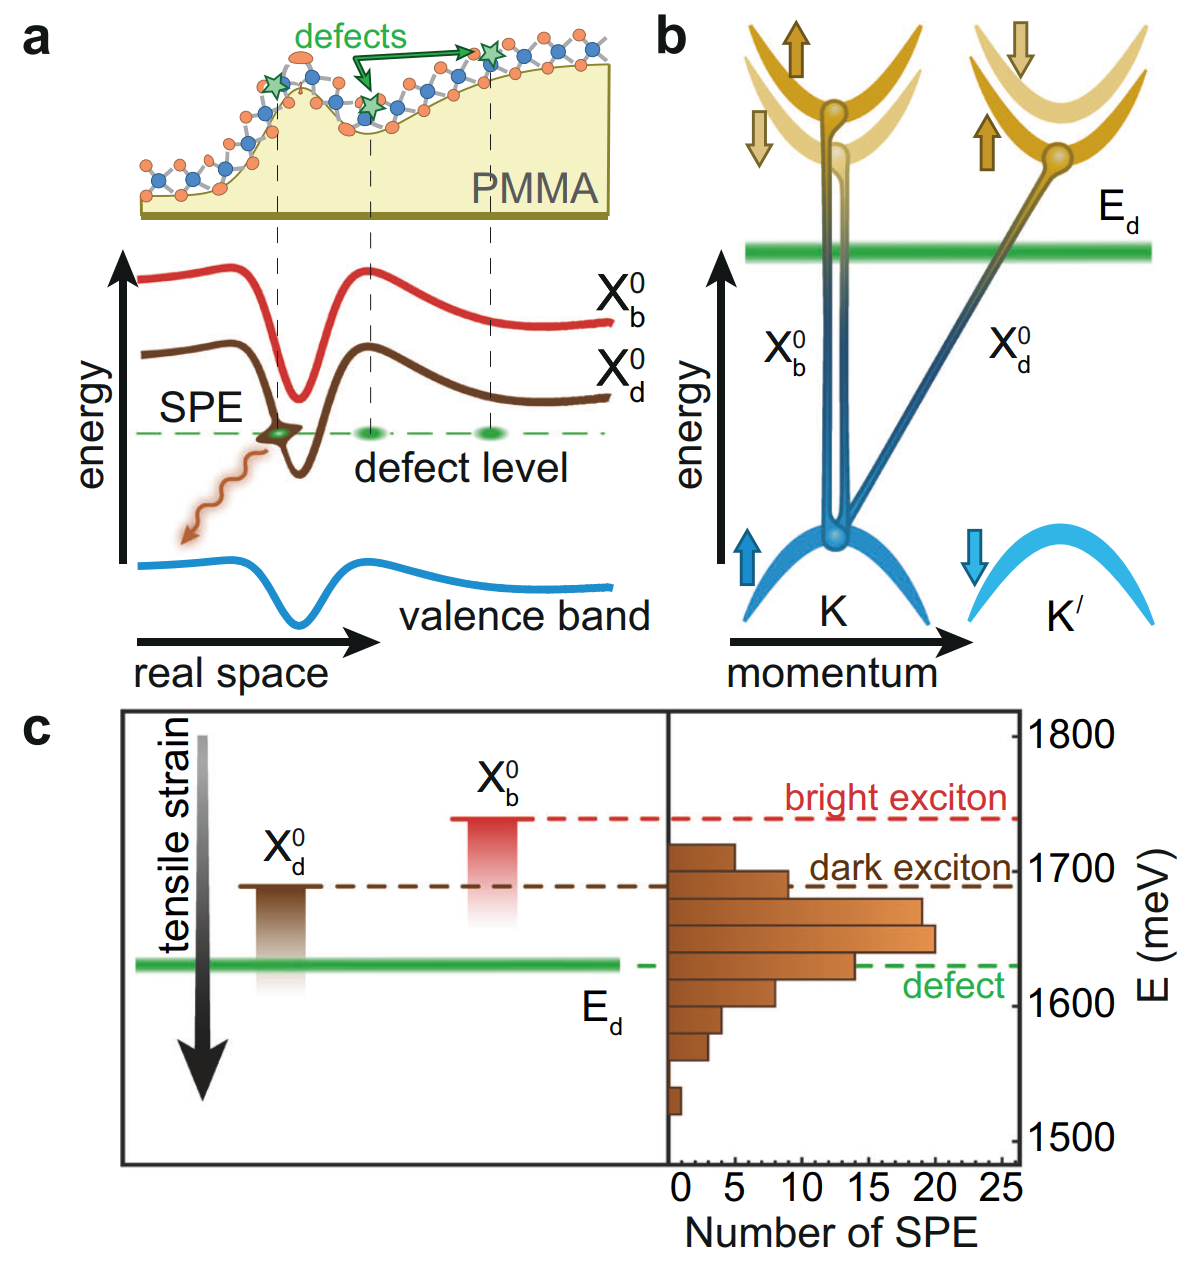 a
defects
PMMA
X⁰b
X⁰d
SPE
defect level
valence band
energy
real space
b
Ed
X⁰b
X⁰d
K
K′
energy
momentum
c
tensile strain
X⁰d
X⁰b
Ed
bright exciton
dark exciton
defect
1800
1700
1600
1500
E (meV)
0 5 10 15 20 25
Number of SPE